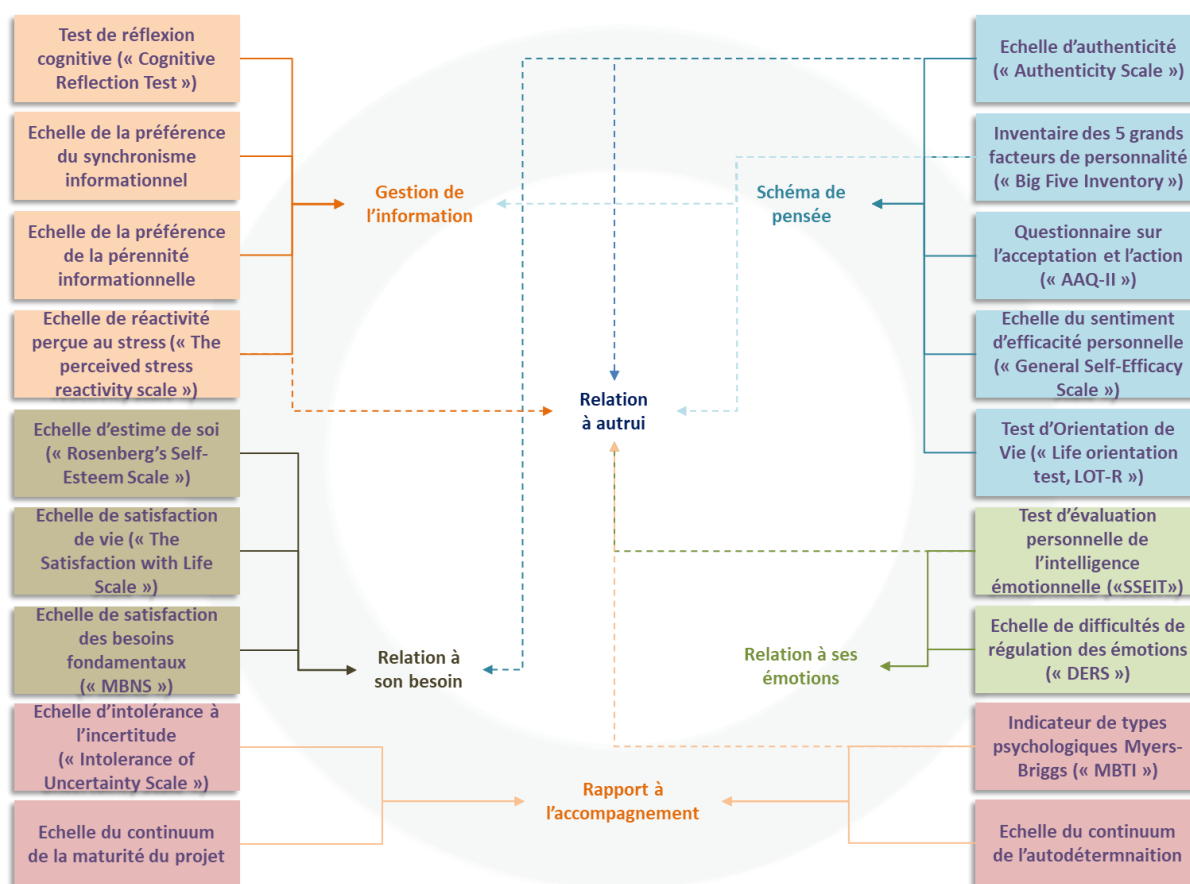 Test de réflexion
cognitive (« Cognitive
Reflection Test »)
Echelle de la préférence
du synchronisme
informationnel
Echelle de la préférence
de la pérennité
informationnelle
Echelle de réactivité
perçue au stress (« The
perceived stress
reactivity scale »)
Echelle d'estime de soi
(« Rosenberg's Self-
Esteem Scale »)
Echelle de satisfaction
de vie (« The
Satisfaction with Life
Scale »)
Echelle de satisfaction
des besoins
fondamentaux
(« MBNS »)
Echelle d'intolérance à
l'incertitude
(« Intolerance of
Uncertainty Scale »)
Echelle du continuum
de la maturité du projet
Gestion de
l'information
Schéma de
pensée
Relation
à autrui
Relation à
son besoin
Relation à ses
émotions
Rapport à
l'accompagnement
Echelle d'authenticité
(« Authenticity Scale »)
Inventaire des 5 grands
facteurs de personnalité
(« Big Five Inventory »)
Questionnaire sur
l'acceptation et l'action
(« AAQ-II »)
Echelle du sentiment
d'efficacité personnelle
(« General Self-Efficacy
Scale »)
Test d'Orientation de
Vie (« Life orientation
test, LOT-R »)
Test d'évaluation
personnelle de
l'intelligence
émotionnelle («SSEIT»)
Echelle de difficultés de
régulation des émotions
(« DERS »)
Indicateur de types
psychologiques Myers-
Briggs (« MBTI »)
Echelle du continuum
de l'autodétermnaition